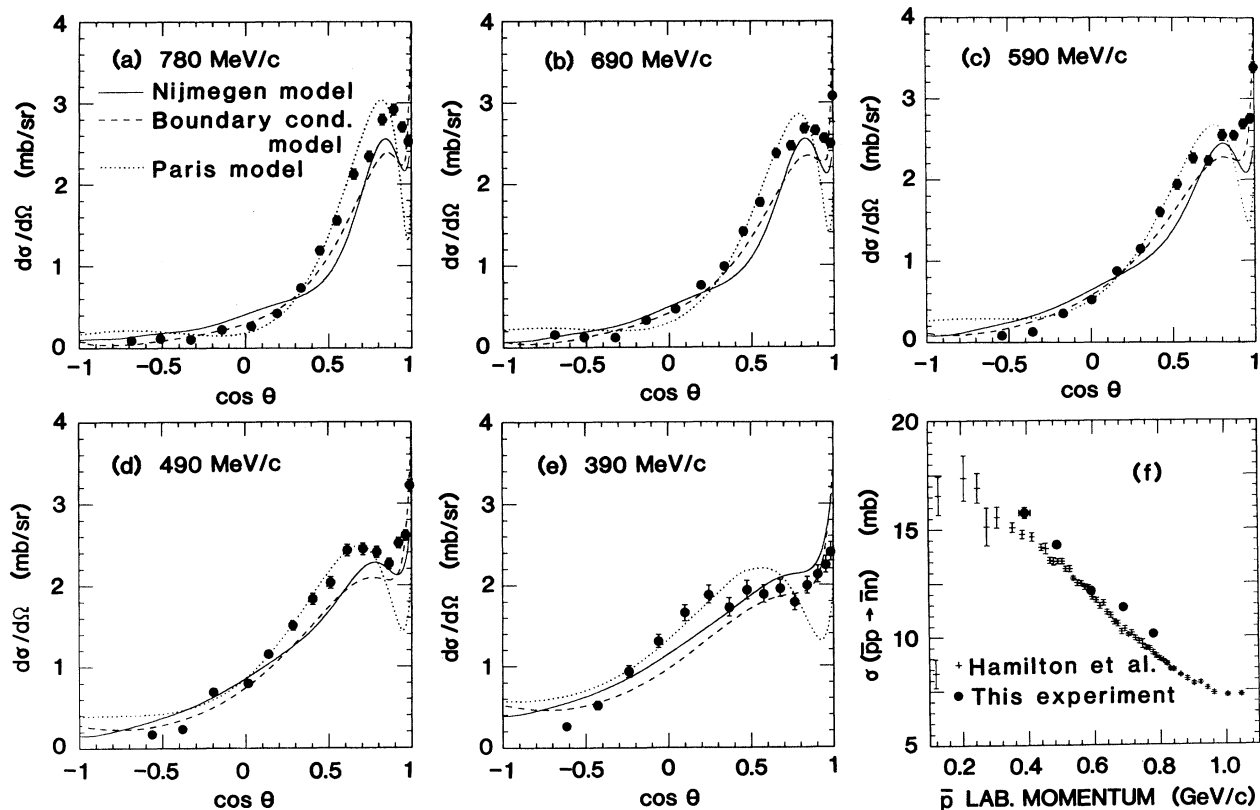 4
3
2
1
0
dσ/dΩ (mb/sr)
(a) 780 MeV/c
Nijmegen model
Boundary cond.
model
Paris model
−1 −0.5 0 0.5 1
cos θ
4
3
2
1
0
dσ/dΩ (mb/sr)
(b) 690 MeV/c
−1 −0.5 0 0.5 1
cos θ
4
3
2
1
0
dσ/dΩ (mb/sr)
(c) 590 MeV/c
−1 −0.5 0 0.5 1
cos θ
4
3
2
1
0
dσ/dΩ (mb/sr)
(d) 490 MeV/c
−1 −0.5 0 0.5 1
cos θ
4
3
2
1
0
dσ/dΩ (mb/sr)
(e) 390 MeV/c
−1 −0.5 0 0.5 1
cos θ
20
15
10
5
σ (p̄p → n̄n) (mb)
(f)
Hamilton et al.
This experiment
0.2 0.4 0.6 0.8 1.0
p̄ LAB. MOMENTUM (GeV/c)